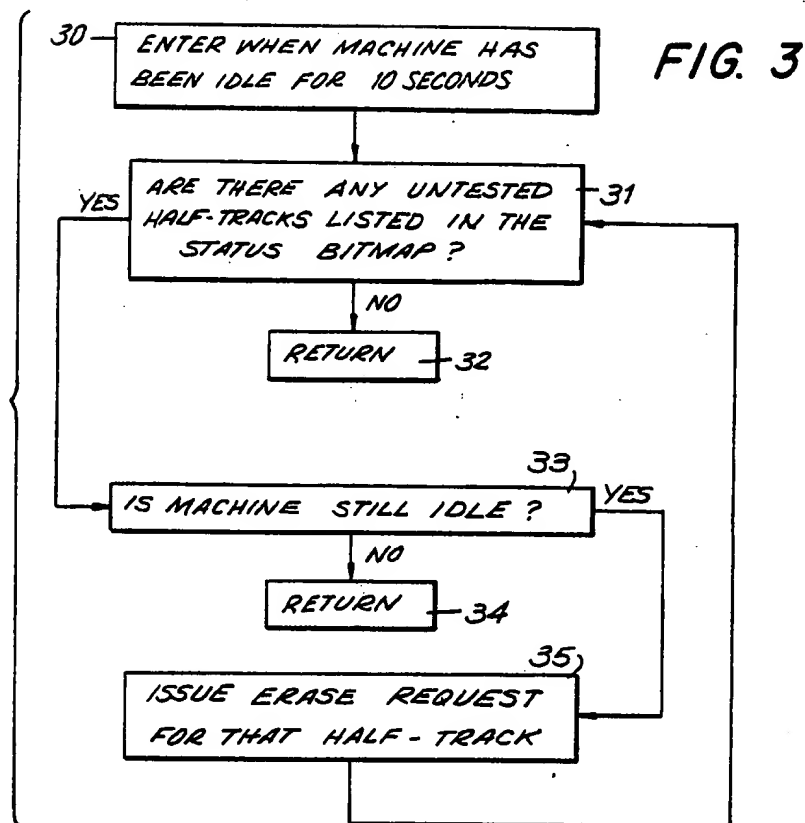 FIG. 3
30
ENTER WHEN MACHINE HAS
BEEN IDLE FOR 10 SECONDS
ARE THERE ANY UNTESTED
HALF-TRACKS LISTED IN THE
STATUS BITMAP ?
31
YES
NO
RETURN
32
33
IS MACHINE STILL IDLE ?
YES
NO
RETURN
34
35
ISSUE ERASE REQUEST
FOR THAT HALF-TRACK